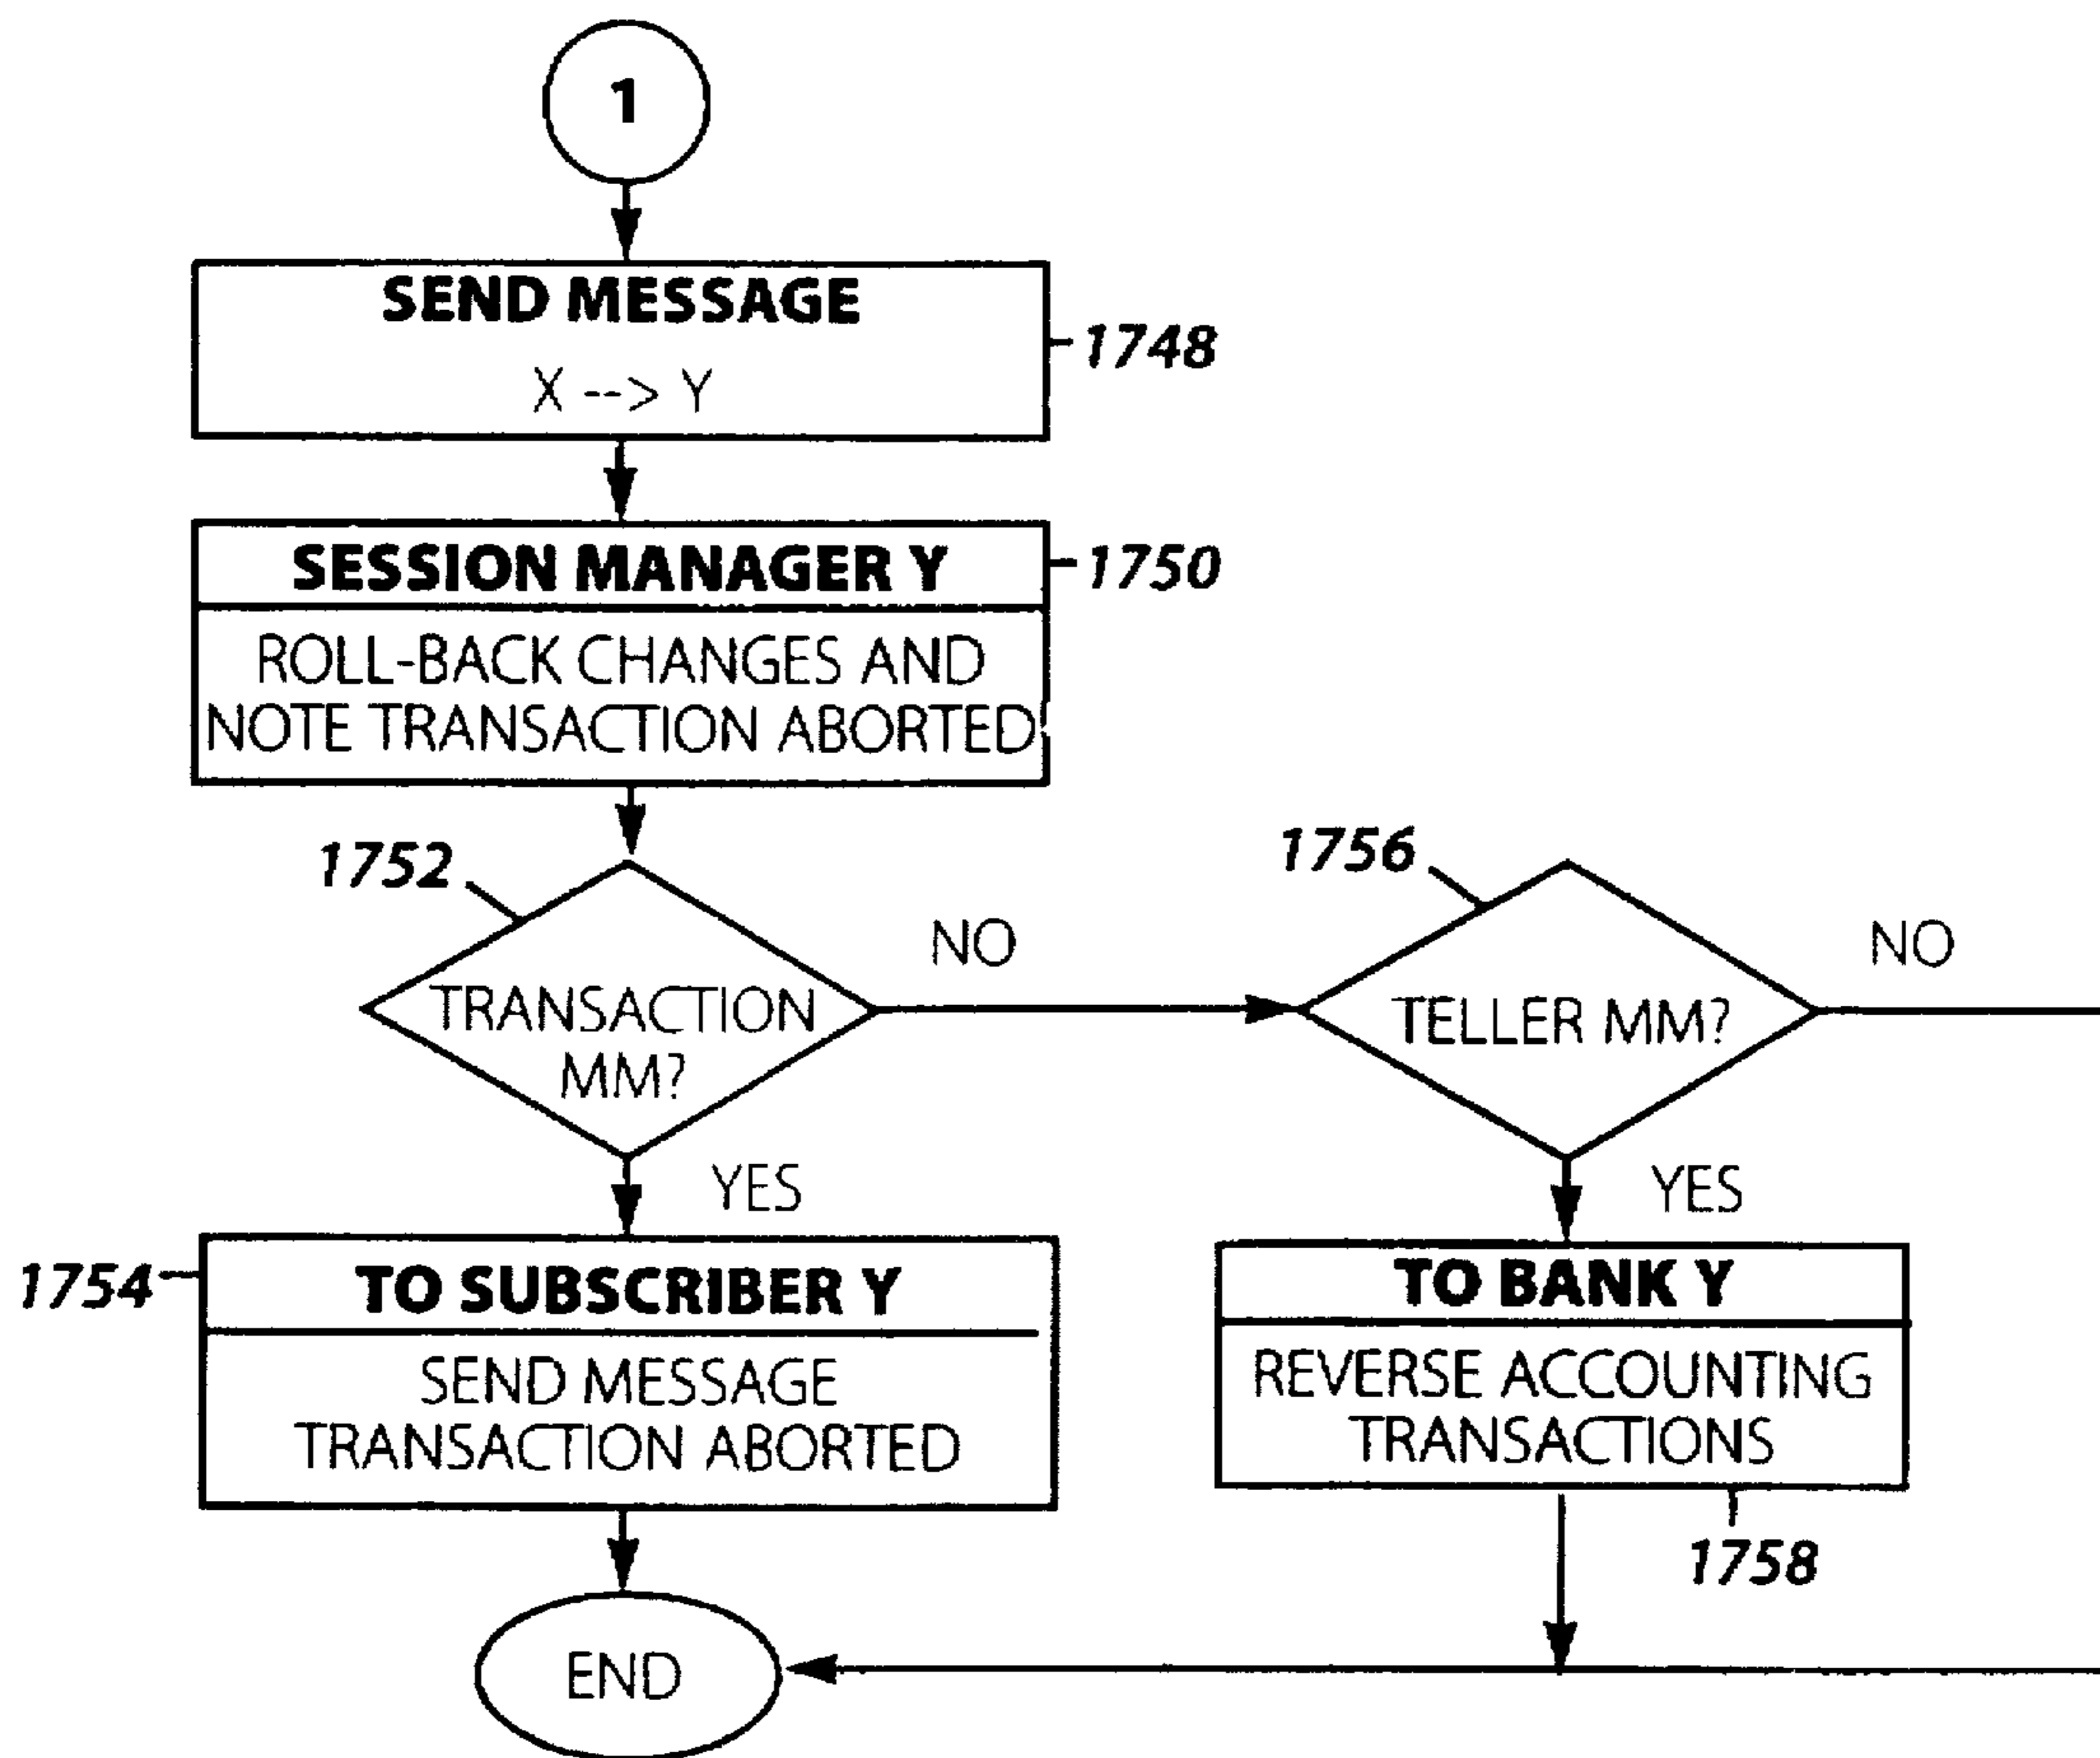 1
SEND MESSAGE
X --> Y
1748
SESSION MANAGER Y
1750
ROLL-BACK CHANGES AND
NOTE TRANSACTION ABORTED
1752
TRANSACTION
MM?
NO
YES
1756
TELLER MM?
NO
YES
1754
TO SUBSCRIBER Y
SEND MESSAGE
TRANSACTION ABORTED
TO BANK Y
REVERSE ACCOUNTING
TRANSACTIONS
1758
END